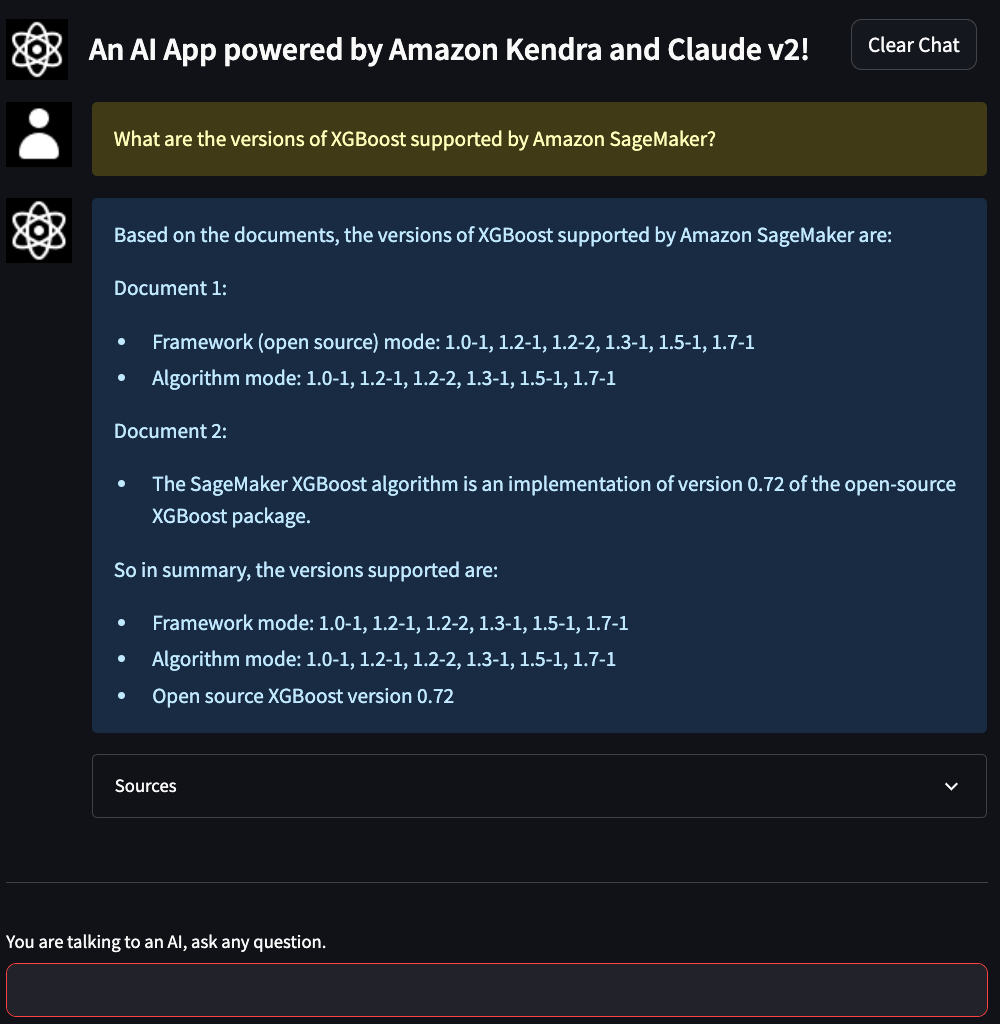 An AI App powered by Amazon Kendra and Claude v2!
Clear Chat
What are the versions of XGBoost supported by Amazon SageMaker?
Based on the documents, the versions of XGBoost supported by Amazon SageMaker are:
Document 1:
• Framework (open source) mode: 1.0-1, 1.2-1, 1.2-2, 1.3-1, 1.5-1, 1.7-1
• Algorithm mode: 1.0-1, 1.2-1, 1.2-2, 1.3-1, 1.5-1, 1.7-1
Document 2:
• The SageMaker XGBoost algorithm is an implementation of version 0.72 of the open-source
XGBoost package.
So in summary, the versions supported are:
• Framework mode: 1.0-1, 1.2-1, 1.2-2, 1.3-1, 1.5-1, 1.7-1
• Algorithm mode: 1.0-1, 1.2-1, 1.2-2, 1.3-1, 1.5-1, 1.7-1
• Open source XGBoost version 0.72
Sources
You are talking to an AI, ask any question.